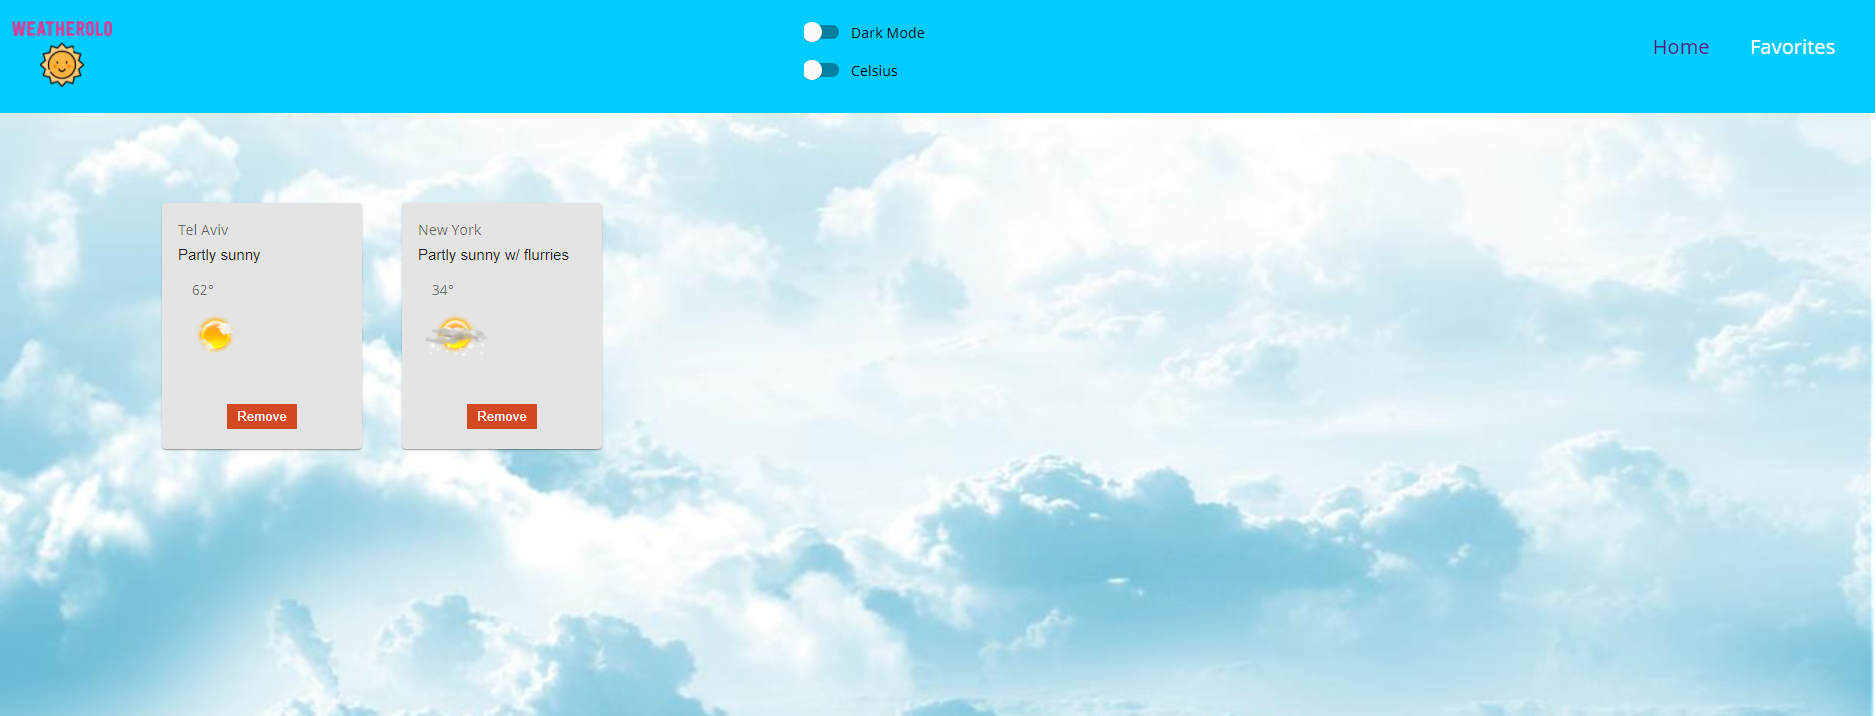 WEATHEROLO
Dark Mode
Celsius
Home
Favorites
Tel Aviv
Partly sunny
62°
Remove
New York
Partly sunny w/ flurries
34°
Remove